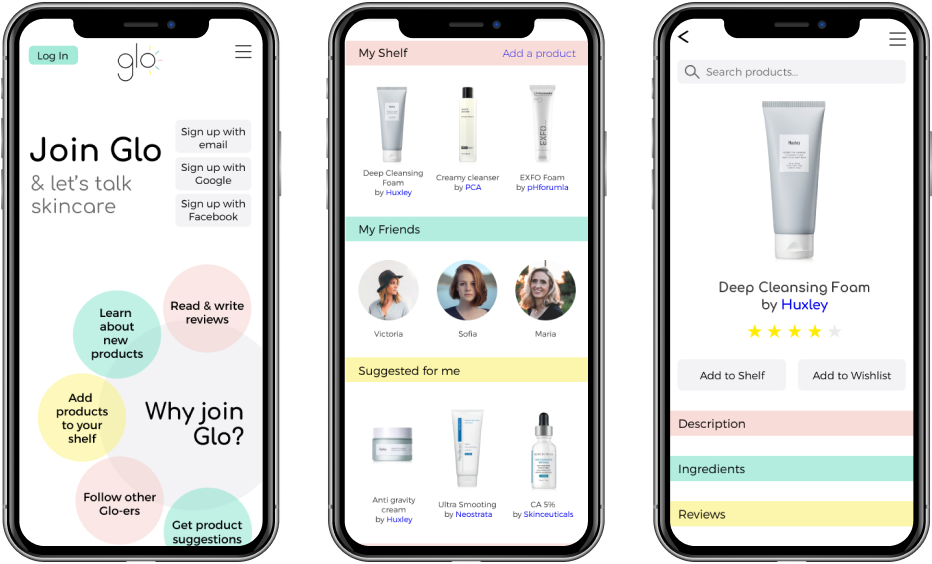 Log In
glo
Join Glo
& let's talk
skincare
Sign up with
email
Sign up with
Google
Sign up with
Facebook
Learn
about
new
products
Read & write
reviews
Add
products
to your
shelf
Why join
Glo?
Follow other
Glo-ers
Get product
suggestions
My Shelf
Add a product
Huxley
EXFO
Deep Cleansing
Foam
by Huxley
Creamy cleanser
by PCA
EXFO Foam
by pHforumla
My Friends
Victoria
Sofia
Maria
Suggested for me
Anti gravity
cream
by Huxley
Ultra Smooting
by Neostrata
CA 5%
by Skinceuticals
Search products...
Huxley
Deep Cleansing Foam
by Huxley
Add to Shelf
Add to Wishlist
Description
Ingredients
Reviews